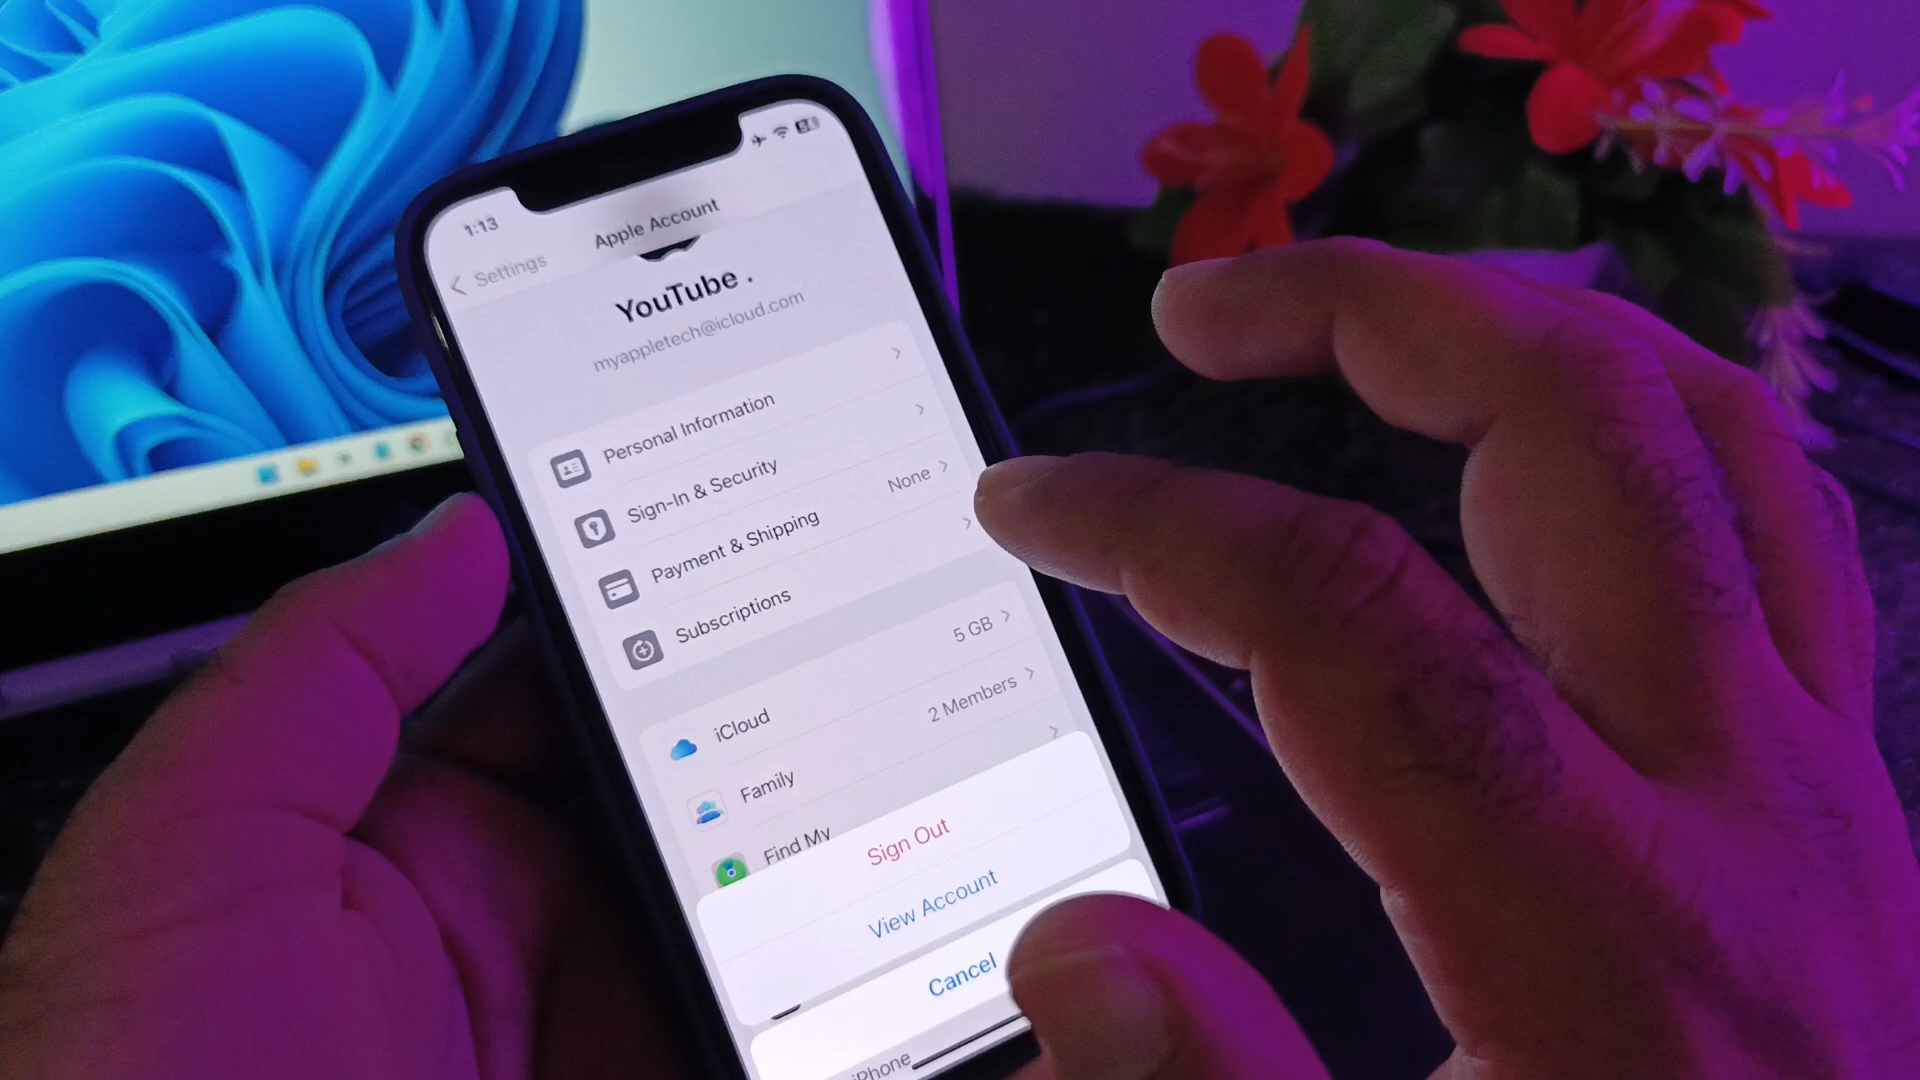 1:13
Settings
Apple Account
YouTube .
myappletech@icloud.com
Personal Information
Sign-In & Security
Payment & Shipping None
Subscriptions
iCloud 5 GB
Family 2 Members
Find My
Sign Out
View Account
Cancel
iPhone